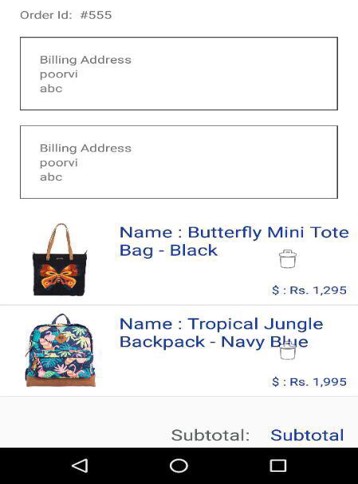 Order Id: #555
Billing Address
poorvi
abc
Billing Address
poorvi
abc
Name : Butterfly Mini Tote
Bag - Black
$ : Rs. 1,295
Name : Tropical Jungle
Backpack - Navy Blue
$ : Rs. 1,995
Subtotal: Subtotal